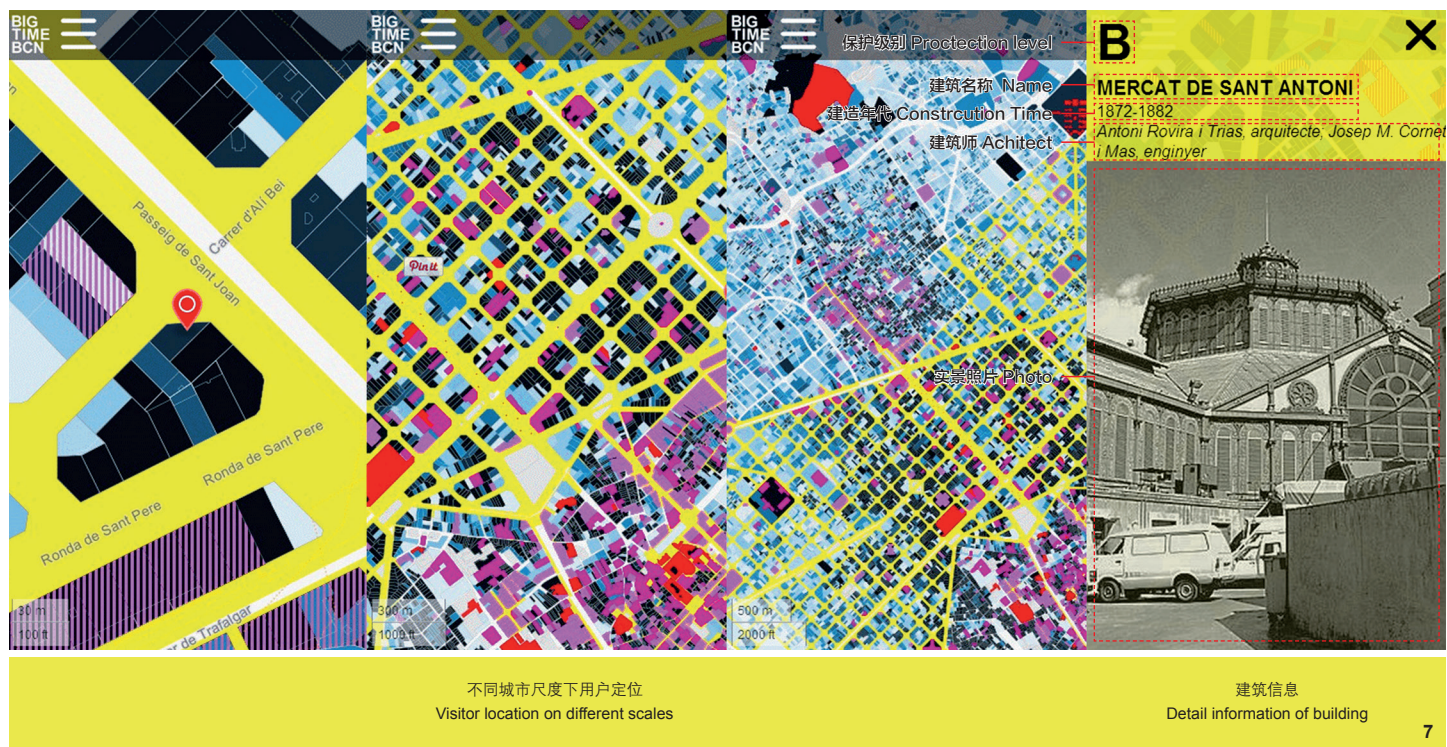 BIG
TIME
BCN
Passeig de Sant Joan
Carrer d'Alí Bei
Ronda de Sant Pere
Ronda de Sant Pere
er de Trafalgar
30 m
100 ft
BIG
TIME
BCN
Pin it
300 m
1000 ft
BIG
TIME
BCN
500 m
2000 ft
保护级别 Proctection level
建筑名称 Name
建造年代 Constrcution Time
建筑师 Achitect
实景照片 Photo
B
MERCAT DE SANT ANTONI
1872-1882
Antoni Rovira i Trias, arquitecte; Josep M. Cornet
i Mas, enginyer
不同城市尺度下用户定位
Visitor location on different scales
建筑信息
Detail information of building
7